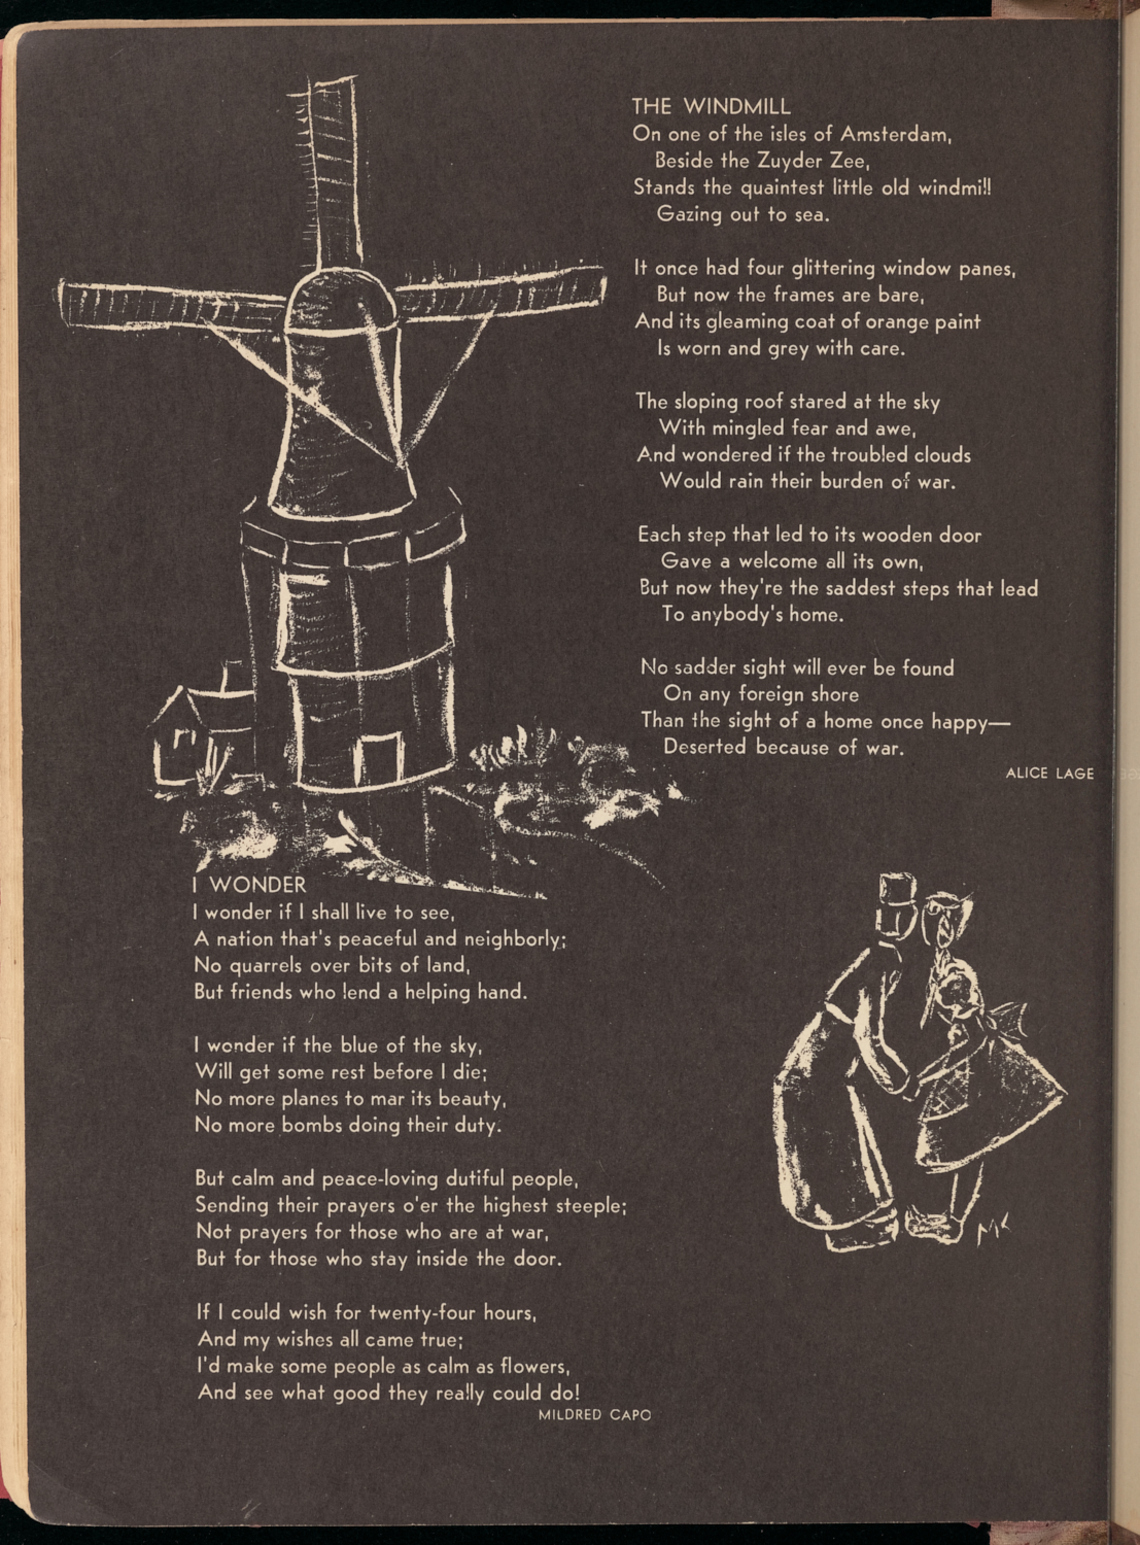 THE WINDMILL
On one of the isles of Amsterdam,
Beside the Zuyder Zee,
Stands the quaintest little old windmill
Gazing out to sea.

It once had four glittering window panes,
But now the frames are bare,
And its gleaming coat of orange paint
Is worn and grey with care.

The sloping roof stared at the sky
With mingled fear and awe,
And wondered if the troubled clouds
Would rain their burden of war.

Each step that led to its wooden door
Gave a welcome all its own,
But now they're the saddest steps that lead
To anybody's home.

No sadder sight will ever be found
On any foreign shore
Than the sight of a home once happy—
Deserted because of war.
ALICE LAGE

I WONDER
I wonder if I shall live to see,
A nation that's peaceful and neighborly;
No quarrels over bits of land,
But friends who lend a helping hand.

I wonder if the blue of the sky,
Will get some rest before I die;
No more planes to mar its beauty,
No more bombs doing their duty.

But calm and peace-loving dutiful people,
Sending their prayers o'er the highest steeple;
Not prayers for those who are at war,
But for those who stay inside the door.

If I could wish for twenty-four hours,
And my wishes all came true;
I'd make some people as calm as flowers,
And see what good they really could do!
MILDRED CAPO
MK